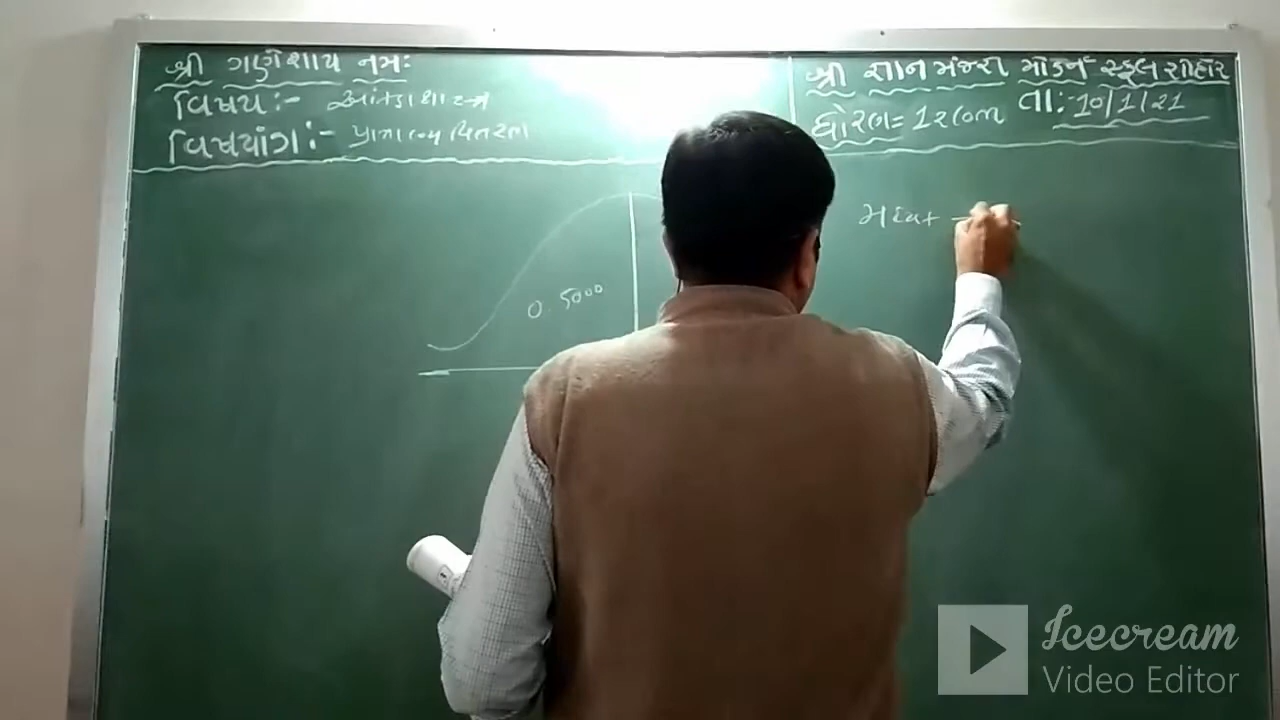 શ્રી ગણેશાય નમઃ
વિષય:- આંકડાશાસ્ત્ર
વિષયાંગ:- પ્રામાણ્ય વિતરણ
શ્રી જ્ઞાનમંજરી મોડર્ન સ્કૂલ સીહોર
તા:-10/1/21
ધોરણ= 12 કોમ
0.5000
Icecream
Video Editor